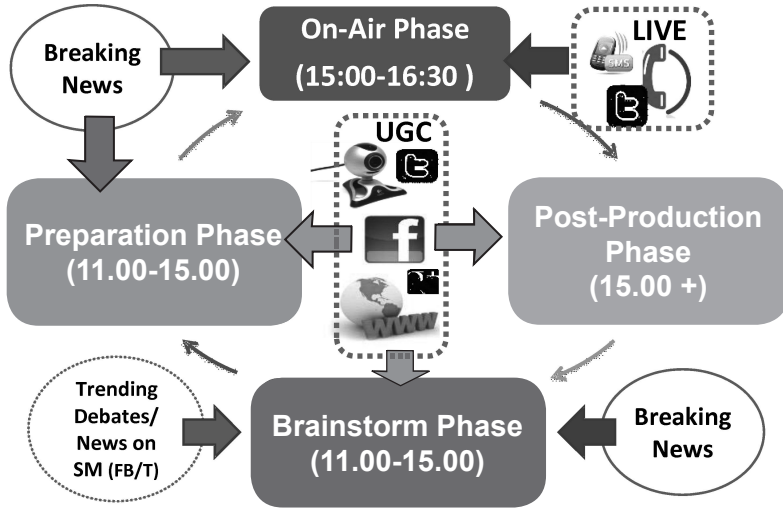 Breaking
News
On-Air Phase
(15:00-16:30 )
LIVE
SMS
UGC
Preparation Phase
(11.00-15.00)
f
Post-Production
Phase
(15.00 +)
www
Trending
Debates/
News on
SM (FB/T)
Brainstorm Phase
(11.00-15.00)
Breaking
News